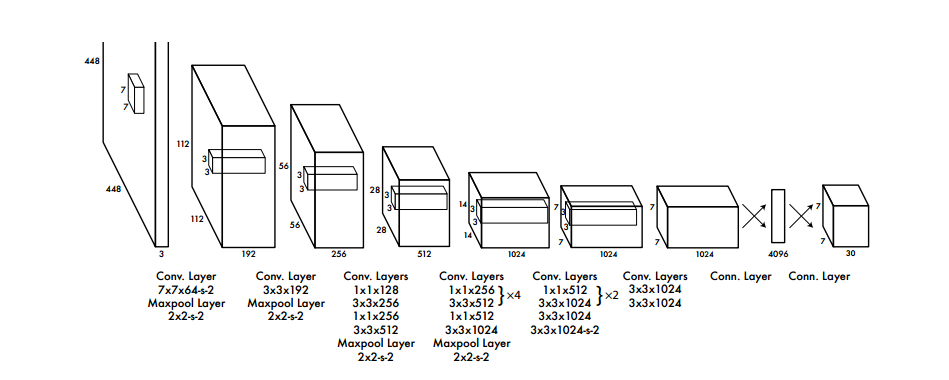 448
7
7
448
3
112
3
3
112
192
56
3
3
56
256
28
3
3
28
512
14
3
3
14
1024
7
3
3
7
1024
7
7
1024
4096
7
7
30
Conv. Layer
7x7x64-s-2
Maxpool Layer
2x2-s-2
Conv. Layer
3x3x192
Maxpool Layer
2x2-s-2
Conv. Layers
1x1x128
3x3x256
1x1x256
3x3x512
Maxpool Layer
2x2-s-2
Conv. Layers
1x1x256
3x3x512
}×4
1x1x512
3x3x1024
Maxpool Layer
2x2-s-2
Conv. Layers
1x1x512
3x3x1024
}×2
3x3x1024
3x3x1024-s-2
Conv. Layers
3x3x1024
3x3x1024
Conn. Layer
Conn. Layer